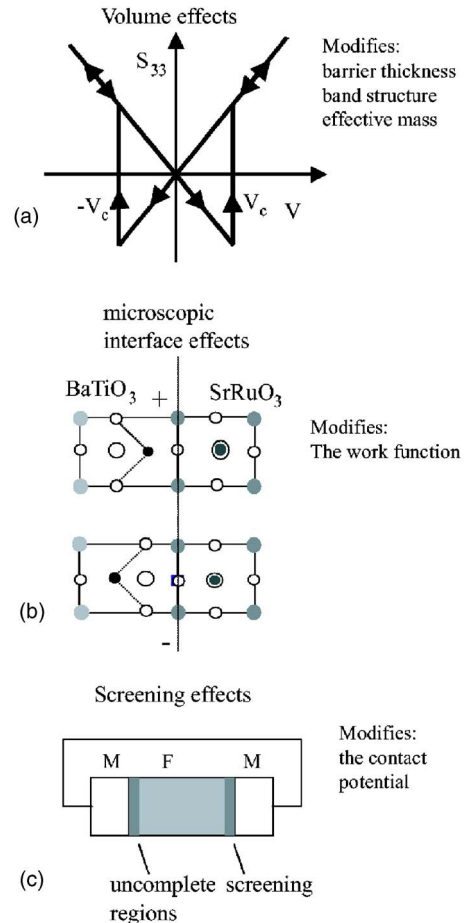 Volume effects
S33
Modifies:
barrier thickness
band structure
effective mass
-Vc
Vc
V
(a)
microscopic
interface effects
BaTiO3
+
SrRuO3
Modifies:
The work function
(b)
-
Screening effects
Modifies:
the contact
potential
M
F
M
(c)
uncomplete screening
regions